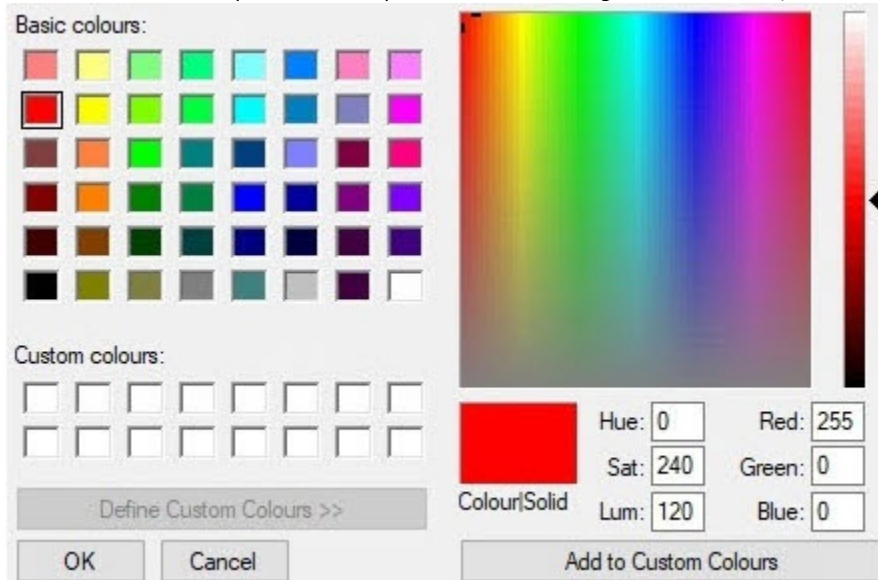 Basic colours:
Custom colours:
Define Custom Colours >>
OK
Cancel
Colour|Solid
Hue: 0
Sat: 240
Lum: 120
Red: 255
Green: 0
Blue: 0
Add to Custom Colours